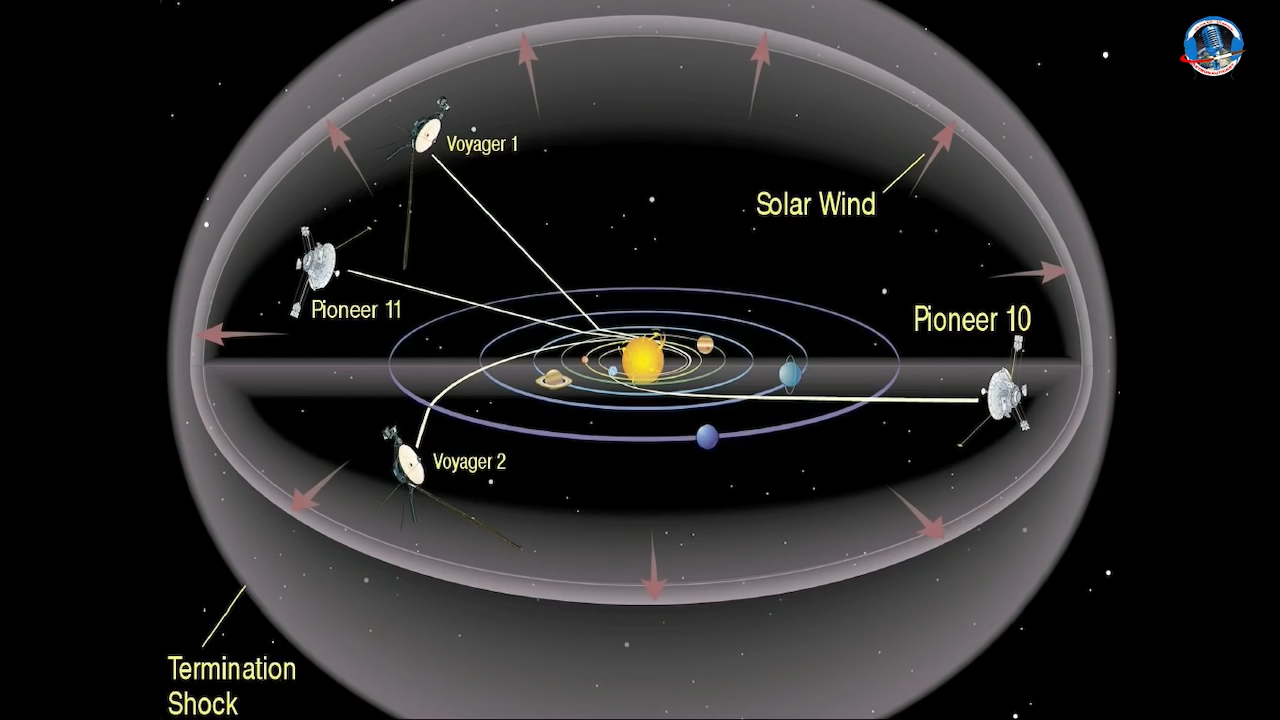 Voyager 1
Solar Wind
Pioneer 11
Pioneer 10
Voyager 2
Termination
Shock